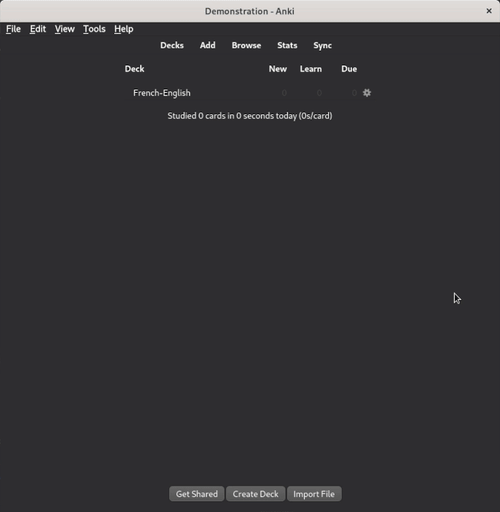 Demonstration - Anki ×
File Edit View Tools Help
Decks Add Browse Stats Sync
Deck New Learn Due
French-English 0 0 0
Studied 0 cards in 0 seconds today (0s/card)
Get Shared Create Deck Import File